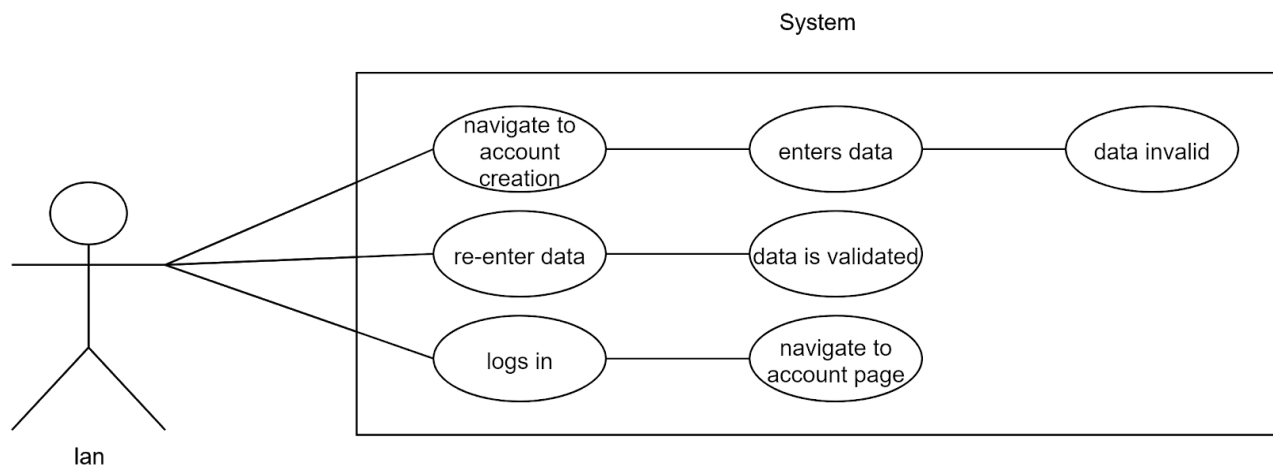 System
navigate to
account
creation
enters data
data invalid
re-enter data
data is validated
logs in
navigate to
account page
Ian